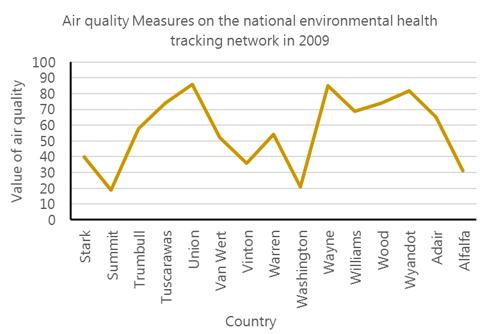 Air quality Measures on the national environmental health
tracking network in 2009
Value of air quality
100
90
80
70
60
50
40
30
20
10
0
Stark
Summit
Trumbull
Tuscarawas
Union
Van Wert
Vinton
Warren
Washington
Wayne
Williams
Wood
Wyandot
Adair
Alfalfa
Country